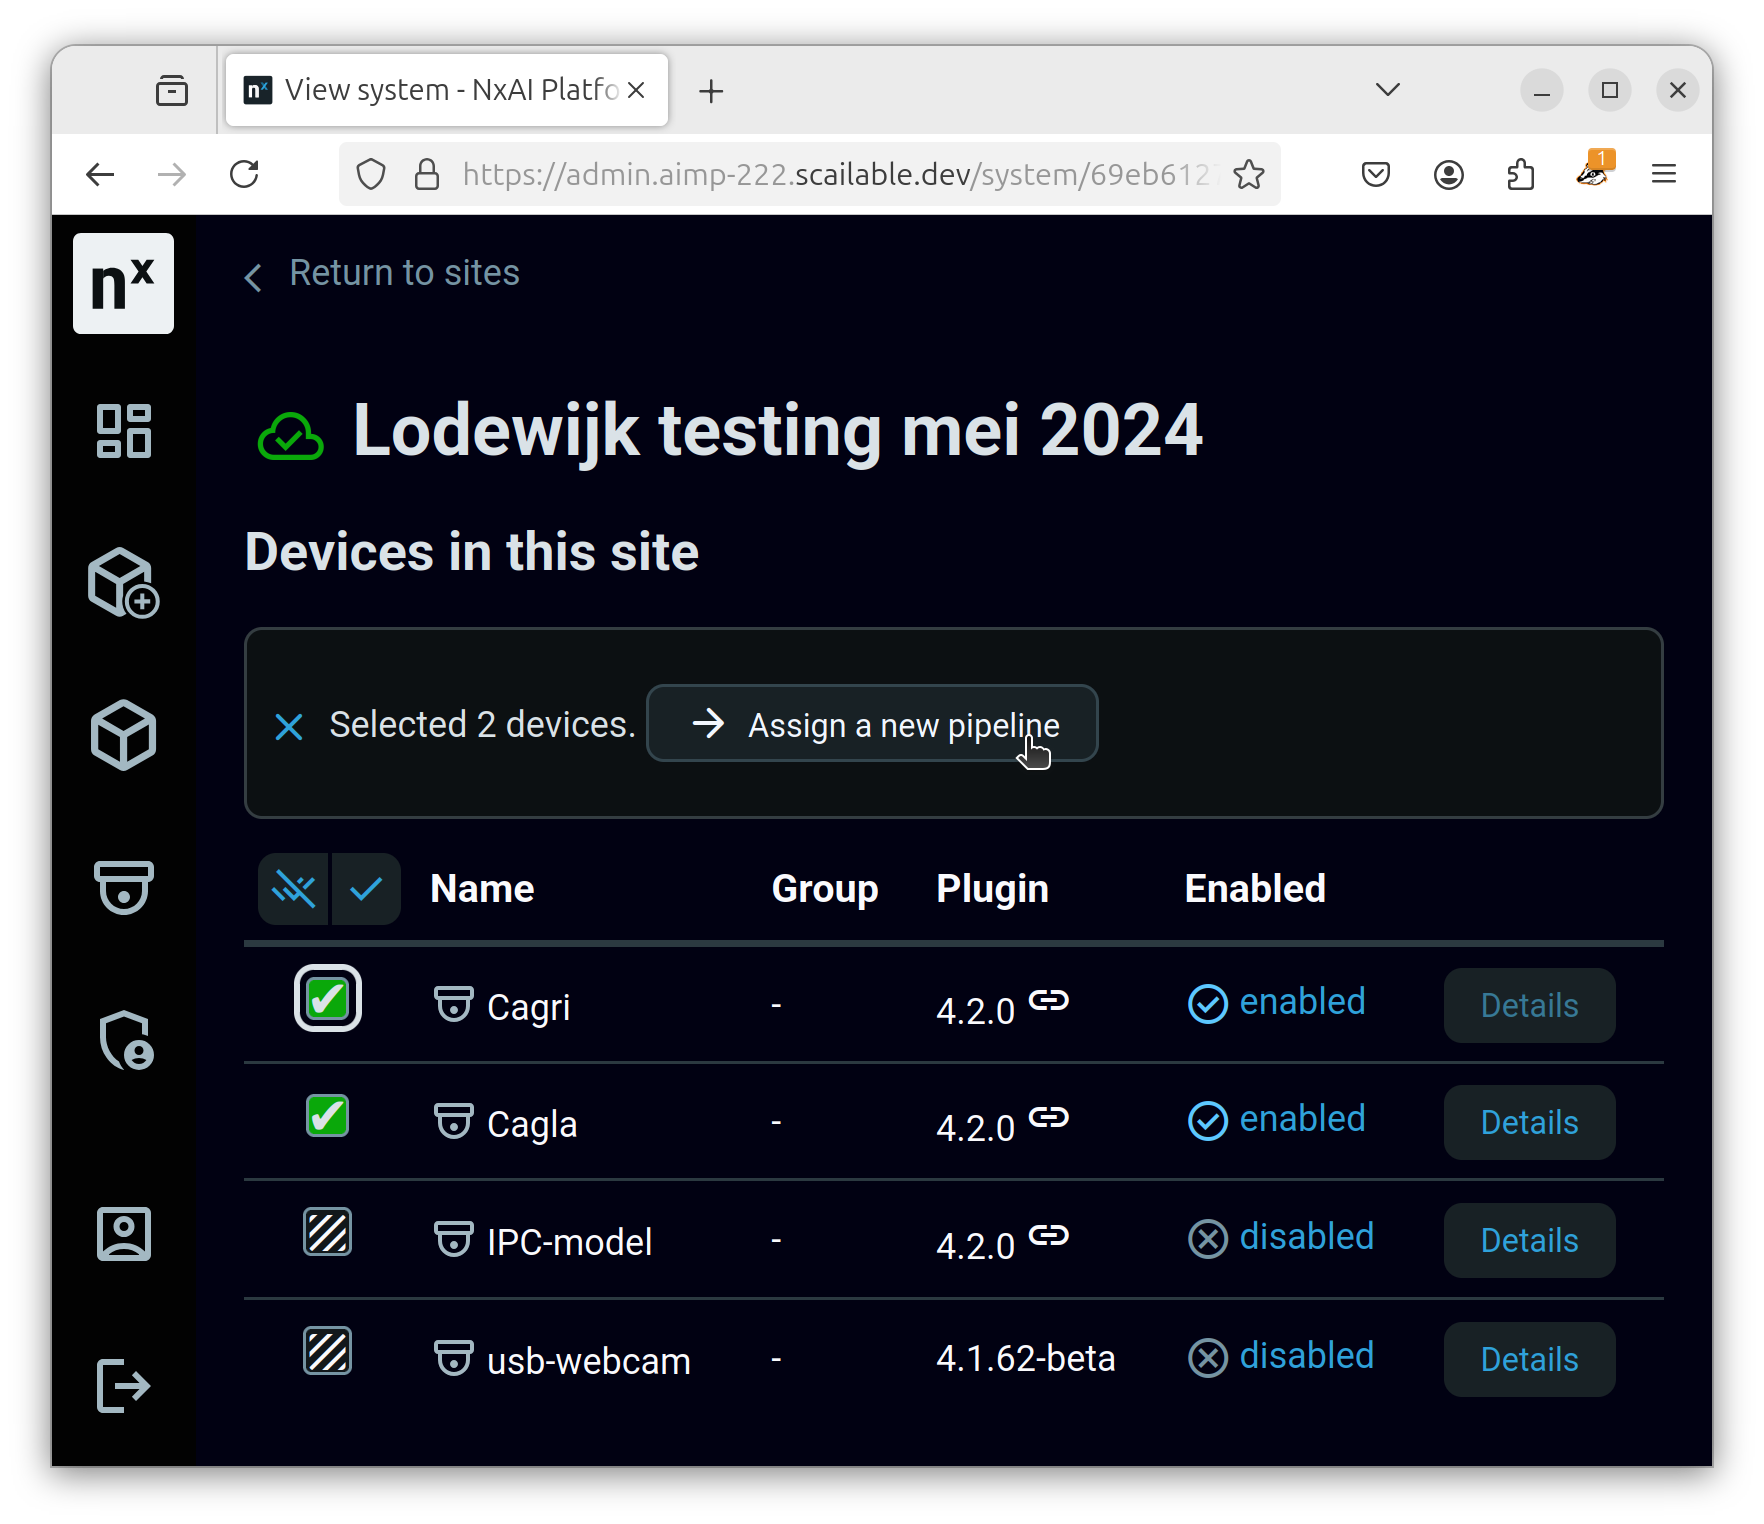 nx View system - NxAI Platfo
https://admin.aimp-222.scailable.dev/system/69eb612
1
nx
Return to sites
Lodewijk testing mei 2024
Devices in this site
Selected 2 devices. Assign a new pipeline
Name Group Plugin Enabled
Cagri - 4.2.0 enabled Details
Cagla - 4.2.0 enabled Details
IPC-model - 4.2.0 disabled Details
usb-webcam - 4.1.62-beta disabled Details